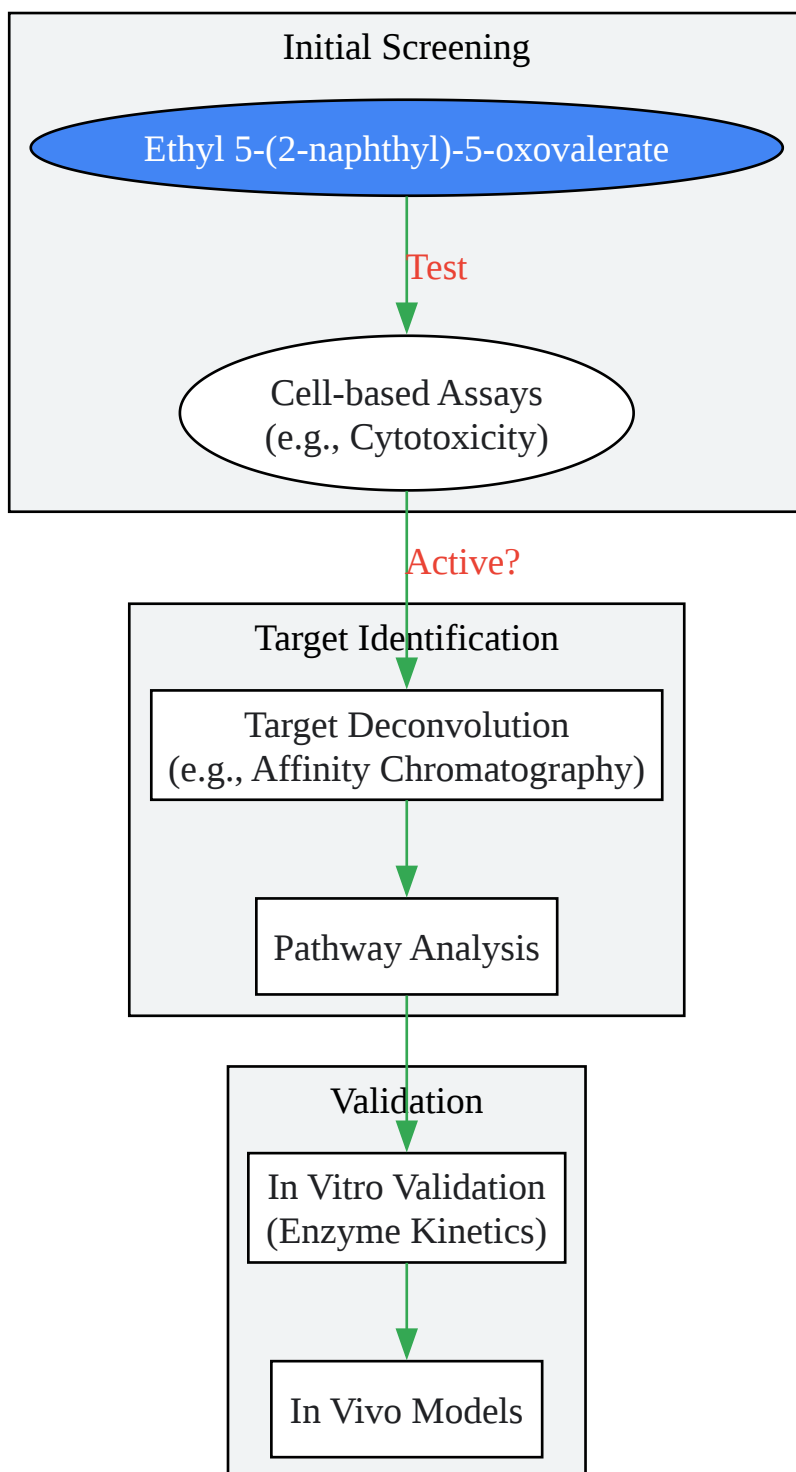 Initial Screening
Ethyl 5-(2-naphthyl)-5-oxovalerate
Test
Cell-based Assays
(e.g., Cytotoxicity)
Active?
Target Identification
Target Deconvolution
(e.g., Affinity Chromatography)
Pathway Analysis
Validation
In Vitro Validation
(Enzyme Kinetics)
In Vivo Models